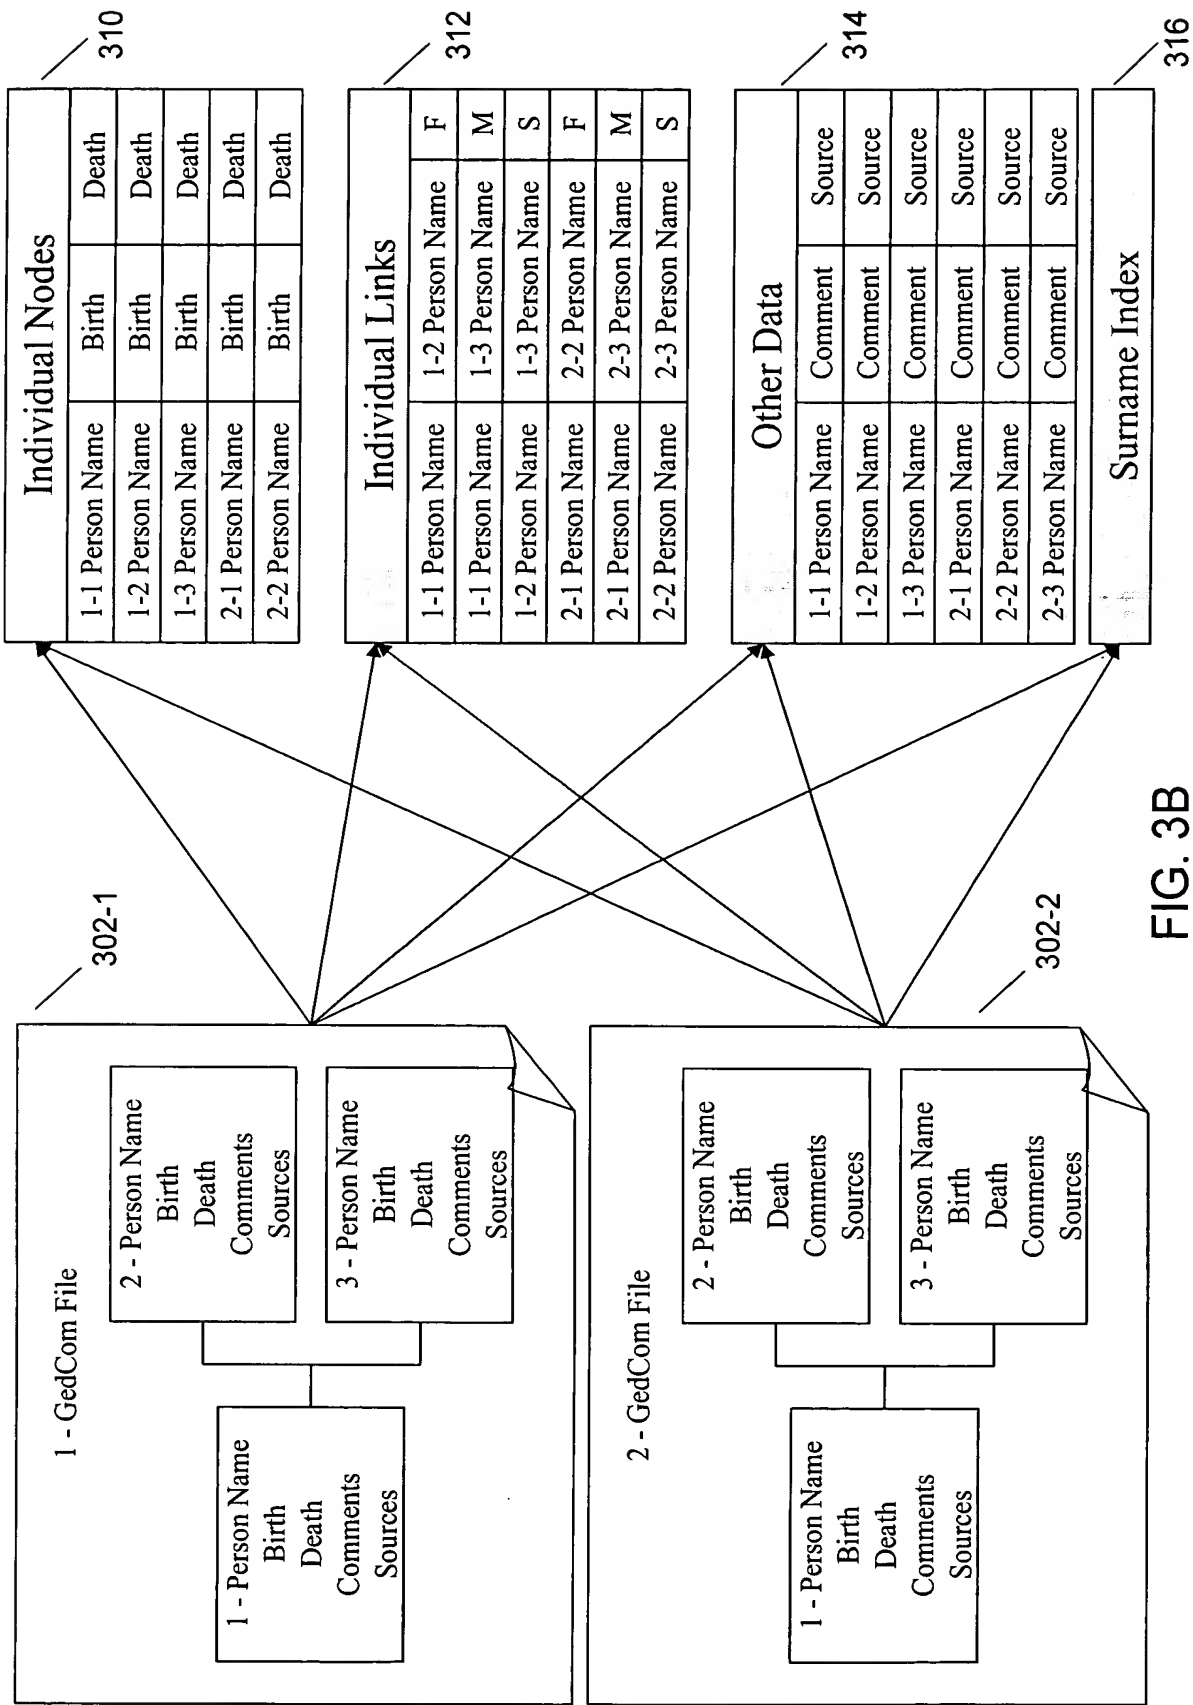 302-1
1 - GedCom File
1 - Person Name
Birth
Death
Comments
Sources
2 - Person Name
Birth
Death
Comments
Sources
3 - Person Name
Birth
Death
Comments
Sources
302-2
2 - GedCom File
1 - Person Name
Birth
Death
Comments
Sources
2 - Person Name
Birth
Death
Comments
Sources
3 - Person Name
Birth
Death
Comments
Sources
310
Individual Nodes
1-1 Person Name Birth Death
1-2 Person Name Birth Death
1-3 Person Name Birth Death
2-1 Person Name Birth Death
2-2 Person Name Birth Death
312
Individual Links
1-1 Person Name 1-2 Person Name F
1-1 Person Name 1-3 Person Name M
1-2 Person Name 1-3 Person Name S
2-1 Person Name 2-2 Person Name F
2-1 Person Name 2-3 Person Name M
2-2 Person Name 2-3 Person Name S
314
Other Data
1-1 Person Name Comment Source
1-2 Person Name Comment Source
1-3 Person Name Comment Source
2-1 Person Name Comment Source
2-2 Person Name Comment Source
2-3 Person Name Comment Source
316
Surname Index
FIG. 3B